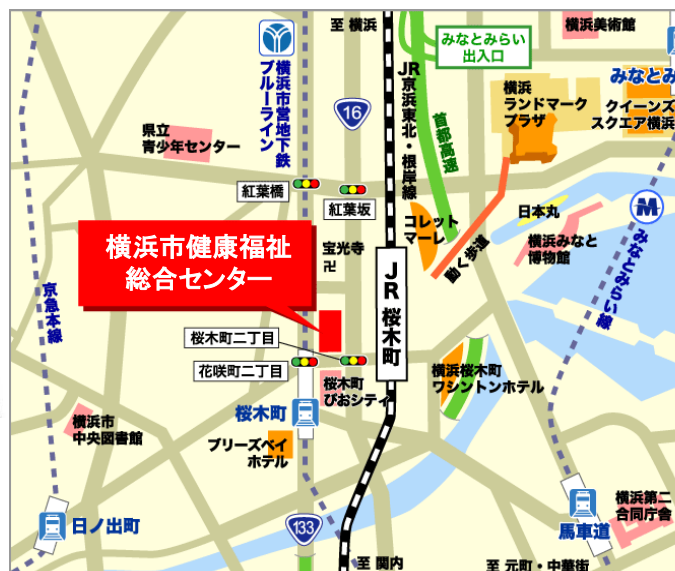 至 横浜
みなとみらい
出入口
横浜美術館
みなとみ
JR京浜東北・根岸線
横浜市営地下鉄
ブルーライン
16
首都高速
横浜
ランドマーク
プラザ
クイーンズ
スクエア横浜
県立
青少年センター
紅葉橋
紅葉坂
コレット
マーレ
日本丸
M
横浜みなと
博物館
動く歩道
みなとみらい線
横浜市健康福祉
総合センター
宝光寺
卍
JR 桜木町
京急本線
桜木町二丁目
花咲町二丁目
桜木町
ぴおシティ
横浜桜木町
ワシントンホテル
桜木町
横浜市
中央図書館
ブリーズベイ
ホテル
日ノ出町
133
馬車道
横浜第二
合同庁舎
至 関内
至 元町・中華街